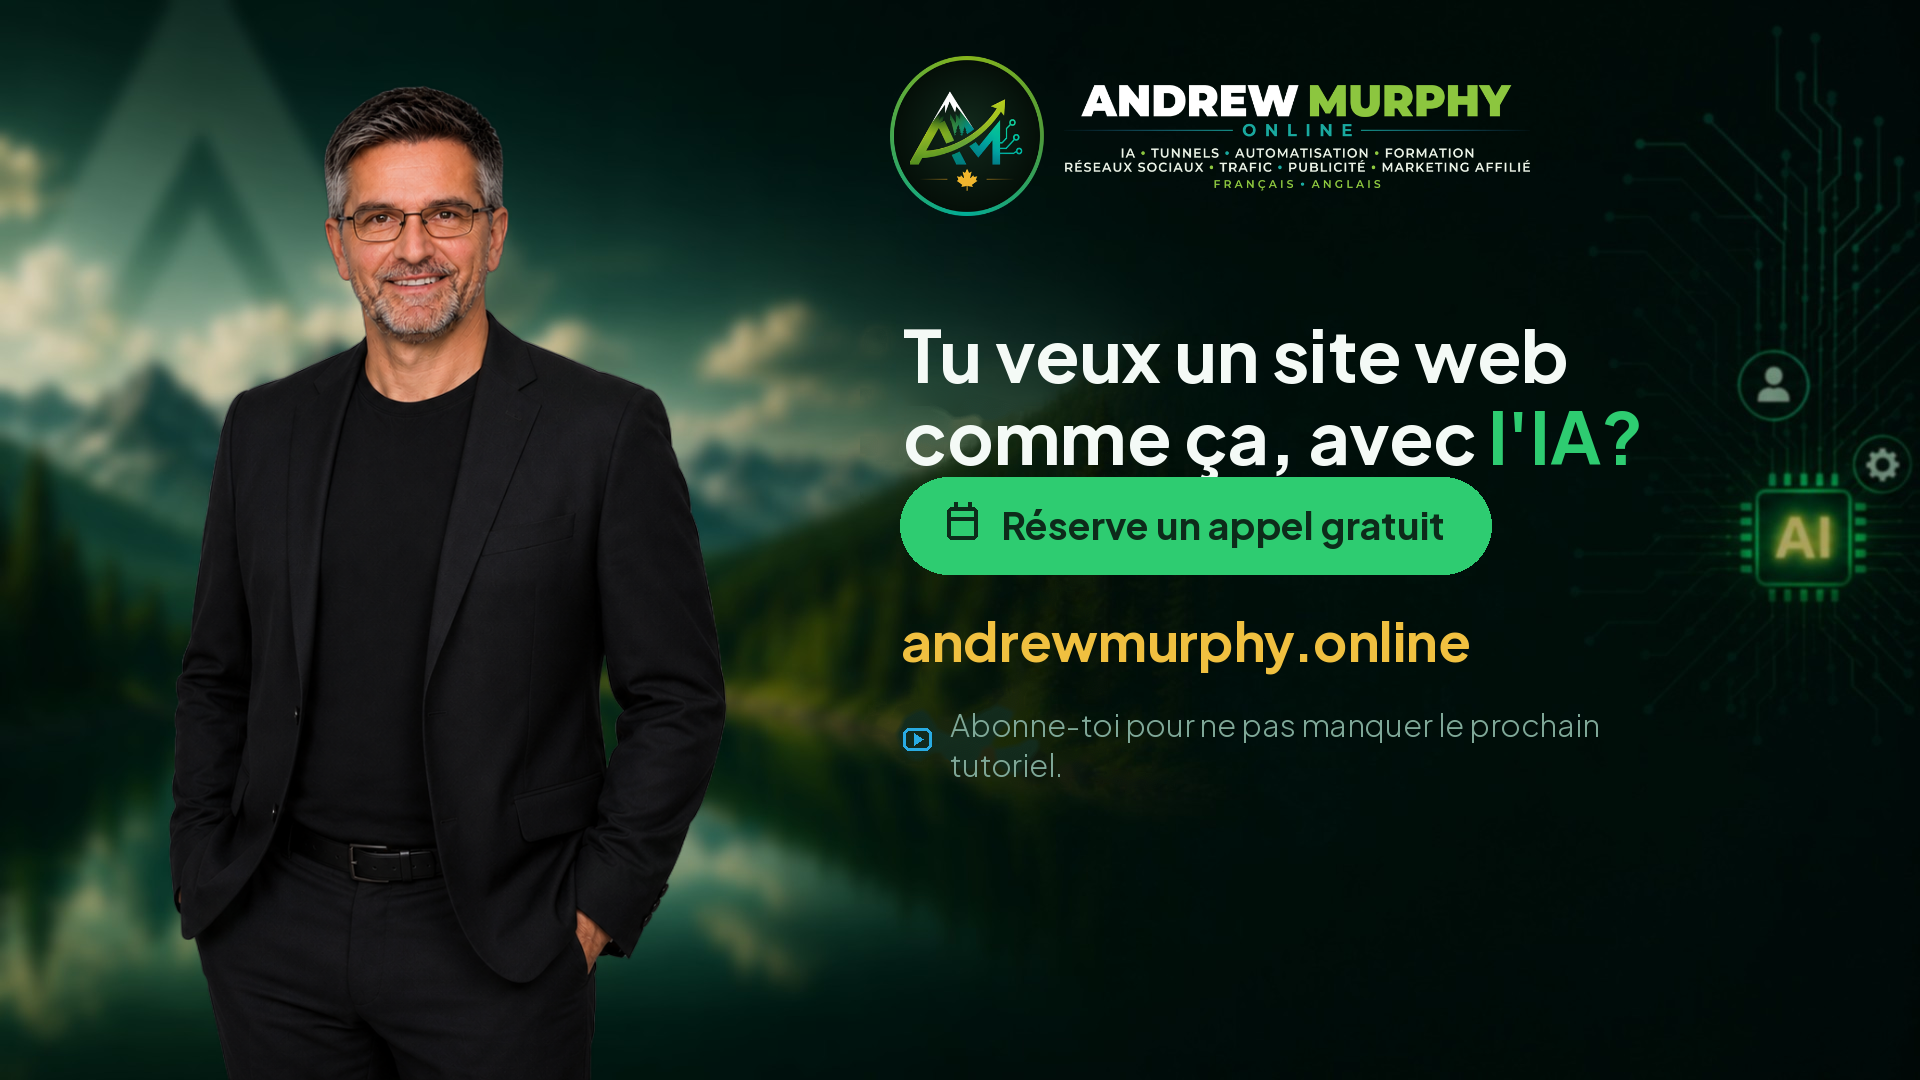 AM
ANDREW MURPHY
ONLINE
IA • TUNNELS • AUTOMATISATION • FORMATION
RÉSEAUX SOCIAUX • TRAFIC • PUBLICITÉ • MARKETING AFFILIÉ
FRANÇAIS • ANGLAIS
Tu veux un site web
comme ça, avec l'IA?
Réserve un appel gratuit
AI
andrewmurphy.online
Abonne-toi pour ne pas manquer le prochain
tutoriel.